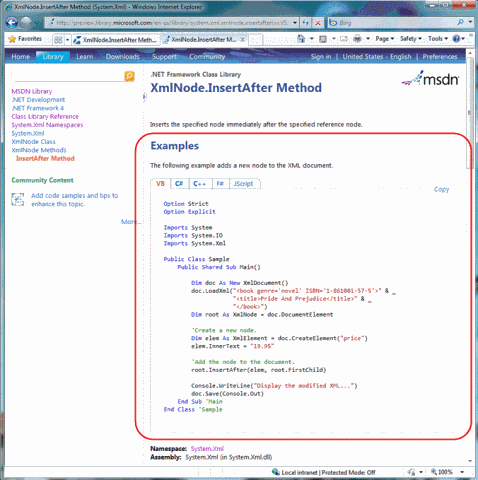 XmlNode.InsertAfter Method (System.Xml) - Windows Internet Explorer
http://preview.library.microsoft.com/en-us/library/system.xml.xmlnode.insertafter
Bing
Favorites
XmlNode.InsertAfter Method...
XmlNode.InsertAfter M...
Page
Safety
Tools
Home
Library
Learn
Downloads
Support
Community
Sign in
United States - English
Preferences
MSDN Library
.NET Development
.NET Framework 4
Class Library Reference
System.Xml Namespaces
System.Xml
XmlNode Class
XmlNode Methods
InsertAfter Method
Community Content
Add code samples and tips to
enhance this topic.
More...
.NET Framework Class Library
XmlNode.InsertAfter Method
msdn
Inserts the specified node immediately after the specified reference node.
Examples
The following example adds a new node to the XML document.
VB
C#
C++
F#
JScript
Copy
Option Strict
Option Explicit
Imports System
Imports System.IO
Imports System.Xml
Public Class Sample
Public Shared Sub Main()
Dim doc As New XmlDocument()
doc.LoadXml("<book genre='novel' ISBN='1-861001-57-5'>" & _
"<title>Pride And Prejudice</title>" & _
"</book>")
Dim root As XmlNode = doc.DocumentElement
'Create a new node.
Dim elem As XmlElement = doc.CreateElement("price")
elem.InnerText = "19.95"
'Add the node to the document.
root.InsertAfter(elem, root.FirstChild)
Console.WriteLine("Display the modified XML...")
doc.Save(Console.Out)
End Sub 'Main
End Class 'Sample
Namespace: System.Xml
Assembly: System.Xml (in System.Xml.dll)
Local intranet | Protected Mode: Off
100%